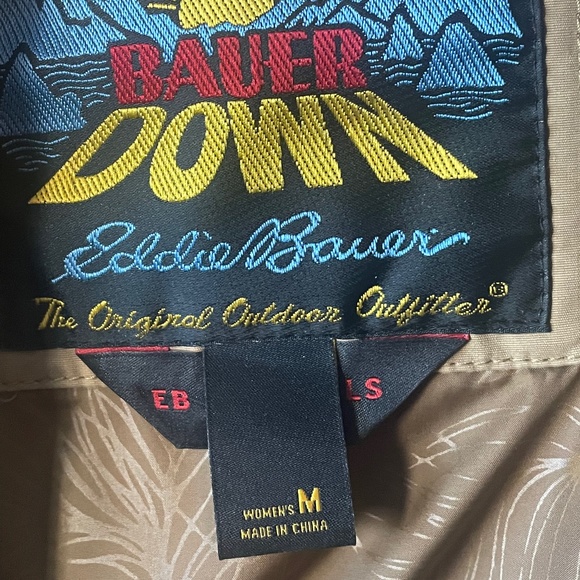 BAUER
DOWN
Eddie Bauer
The Original Outdoor Outfitter®
EB LS
WOMEN'S M
MADE IN CHINA